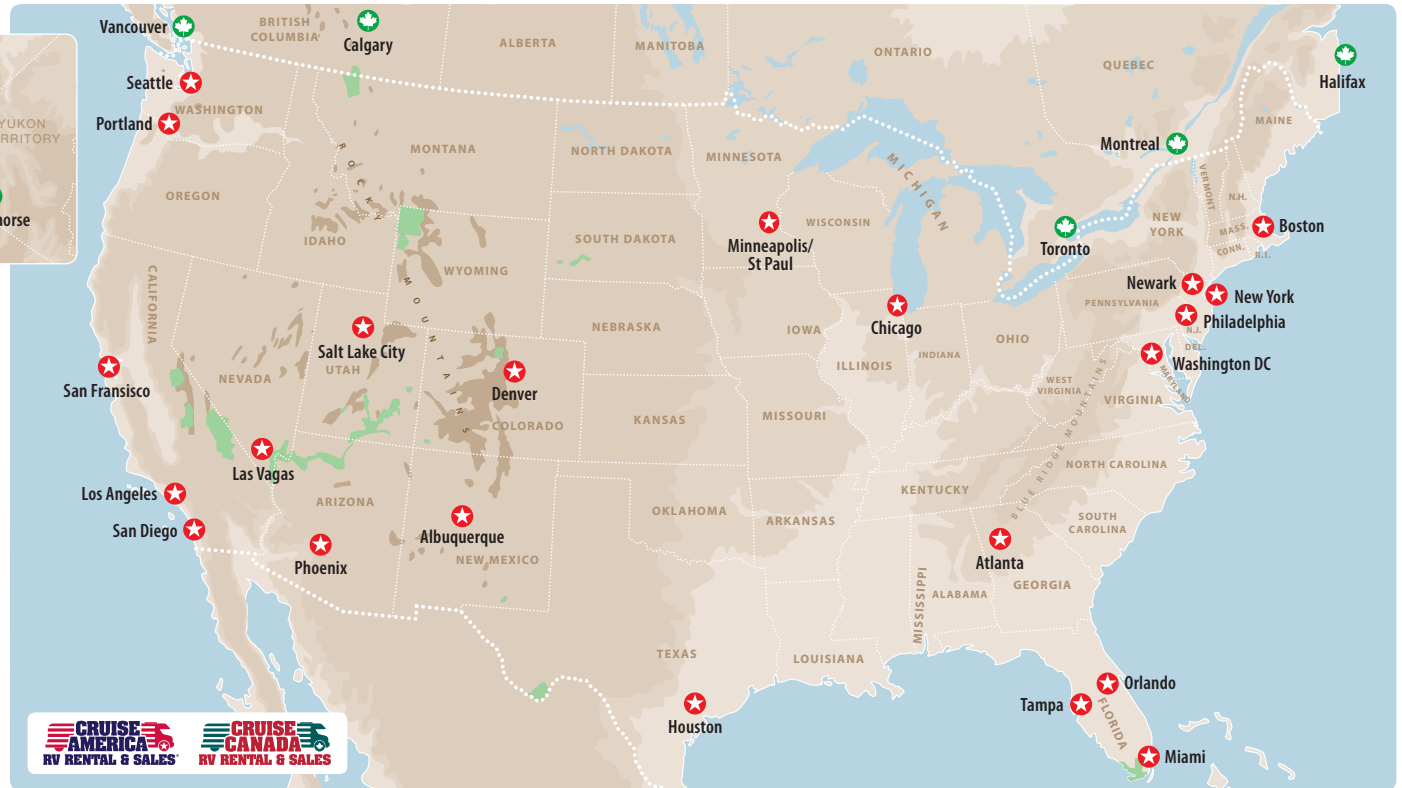 Vancouver
BRITISH
COLUMBIA
Calgary
ALBERTA
MANITOBA
ONTARIO
QUEBEC
Halifax
Seattle
WASHINGTON
Portland
YUKON
RRITORY
horse
MONTANA
NORTH DAKOTA
MINNESOTA
MICHIGAN
Montreal
MAINE
VERMONT
N.H.
OREGON
IDAHO
ROCKY
MOUNTAINS
WYOMING
SOUTH DAKOTA
Minneapolis/
St Paul
WISCONSIN
Toronto
NEW
YORK
MASS.
CONN.
R.I.
Boston
CALIFORNIA
Newark
New York
PENNSYLVANIA
Philadelphia
N.J.
DEL.
Salt Lake City
UTAH
NEVADA
NEBRASKA
IOWA
Chicago
ILLINOIS
INDIANA
OHIO
Washington DC
MARYLAND
WEST
VIRGINIA
VIRGINIA
San Fransisco
Denver
COLORADO
KANSAS
MISSOURI
BLUE RIDGE MOUNTAINS
Las Vagas
Los Angeles
San Diego
ARIZONA
Phoenix
Albuquerque
NEW MEXICO
OKLAHOMA
ARKANSAS
KENTUCKY
NORTH CAROLINA
SOUTH
CAROLINA
Atlanta
GEORGIA
ALABAMA
MISSISSIPPI
TEXAS
LOUISIANA
Houston
Orlando
Tampa
FLORIDA
Miami
CRUISE
AMERICA
RV RENTAL & SALES
CRUISE
CANADA
RV RENTAL & SALES